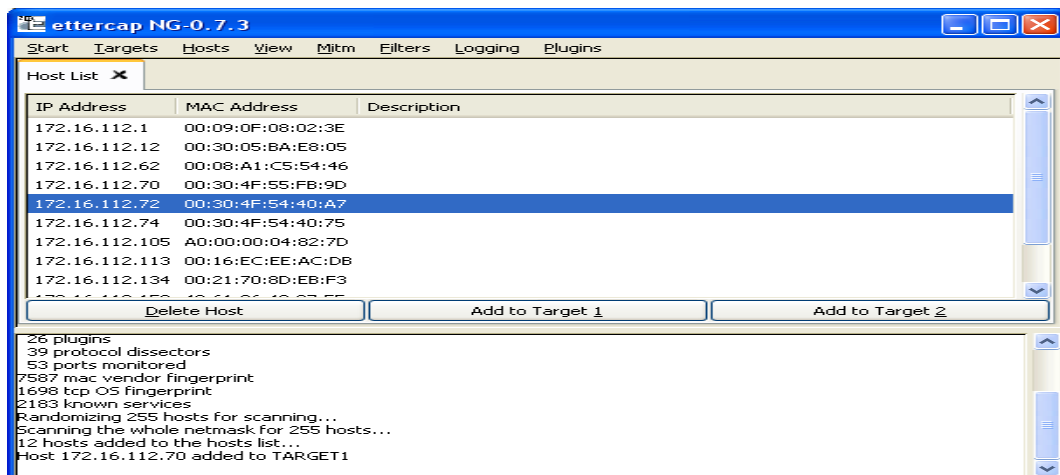 ettercap NG-0.7.3
Start Targets Hosts View Mitm Filters Logging Plugins
Host List
IP Address MAC Address Description
172.16.112.1 00:09:0F:08:02:3E
172.16.112.12 00:30:05:BA:E8:05
172.16.112.62 00:08:A1:C5:54:46
172.16.112.70 00:30:4F:55:FB:9D
172.16.112.72 00:30:4F:54:40:A7
172.16.112.74 00:30:4F:54:40:75
172.16.112.105 A0:00:00:04:82:7D
172.16.112.113 00:16:EC:EE:AC:DB
172.16.112.134 00:21:70:8D:EB:F3
Delete Host Add to Target 1 Add to Target 2
26 plugins
39 protocol dissectors
53 ports monitored
7587 mac vendor fingerprint
1698 tcp OS fingerprint
2183 known services
Randomizing 255 hosts for scanning...
Scanning the whole netmask for 255 hosts...
12 hosts added to the hosts list...
Host 172.16.112.70 added to TARGET1